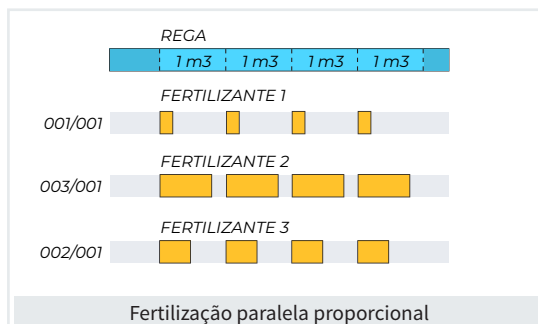 REGA
1 m3 1 m3 1 m3 1 m3
FERTILIZANTE 1
001/001
FERTILIZANTE 2
003/001
FERTILIZANTE 3
002/001
Fertilização paralela proporcional